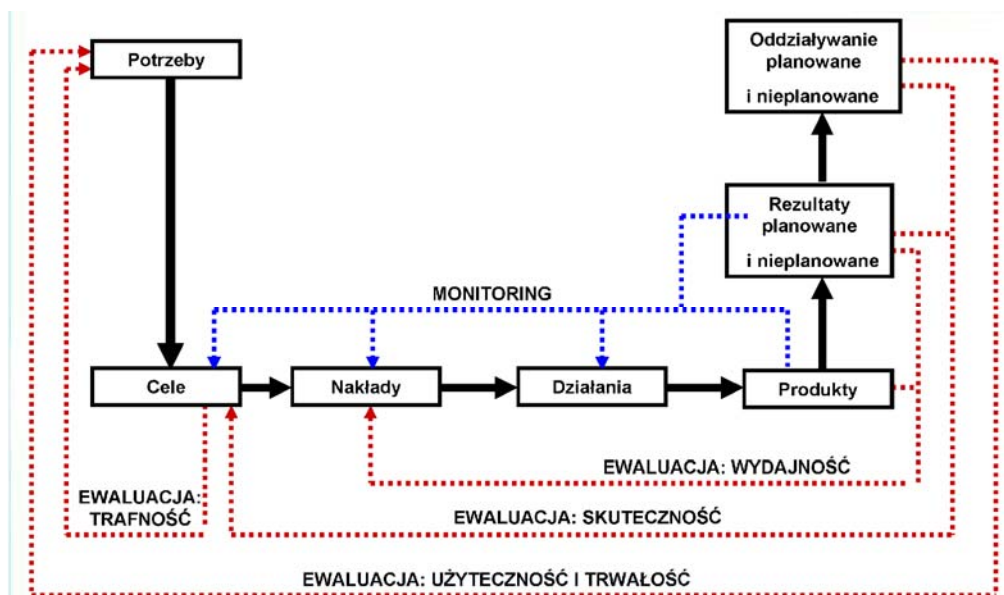 Potrzeby
Oddziaływanie
planowane
i nieplanowane
Rezultaty
planowane
i nieplanowane
MONITORING
Cele
Nakłady
Działania
Produkty
EWALUACJA: WYDAJNOŚĆ
EWALUACJA:
TRAFNOŚĆ
EWALUACJA: SKUTECZNOŚĆ
EWALUACJA: UŻYTECZNOŚĆ I TRWAŁOŚĆ